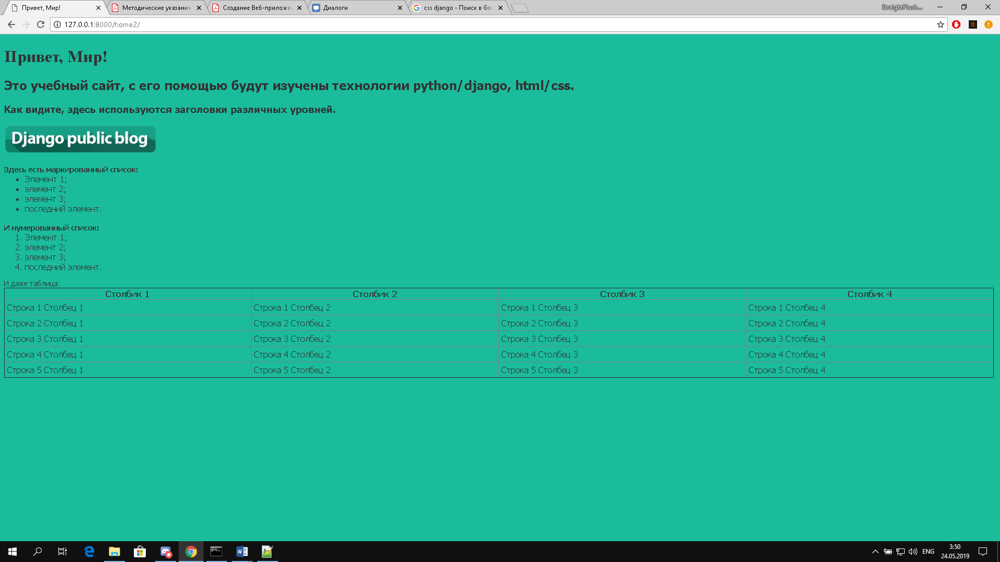 Привет, Мир! Методические указания Создание Веб-приложен Диалоги css django - Поиск в Goo StraightFlush...
127.0.0.1:8000/home2/
Привет, Мир!
Это учебный сайт, с его помощью будут изучены технологии python/django, html/css.
Как видите, здесь используются заголовки различных уровней.
Django public blog
Здесь есть маркированный список:
• Элемент 1;
• элемент 2;
• элемент 3;
• последний элемент.
И нумерованный список:
1. Элемент 1;
2. элемент 2;
3. элемент 3;
4. последний элемент.
И даже таблица:
Столбик 1 Столбик 2 Столбик 3 Столбик 4
Строка 1 Столбец 1 Строка 1 Столбец 2 Строка 1 Столбец 3 Строка 1 Столбец 4
Строка 2 Столбец 1 Строка 2 Столбец 2 Строка 2 Столбец 3 Строка 2 Столбец 4
Строка 3 Столбец 1 Строка 3 Столбец 2 Строка 3 Столбец 3 Строка 3 Столбец 4
Строка 4 Столбец 1 Строка 4 Столбец 2 Строка 4 Столбец 3 Строка 4 Столбец 4
Строка 5 Столбец 1 Строка 5 Столбец 2 Строка 5 Столбец 3 Строка 5 Столбец 4
ENG 3:50
24.05.2019